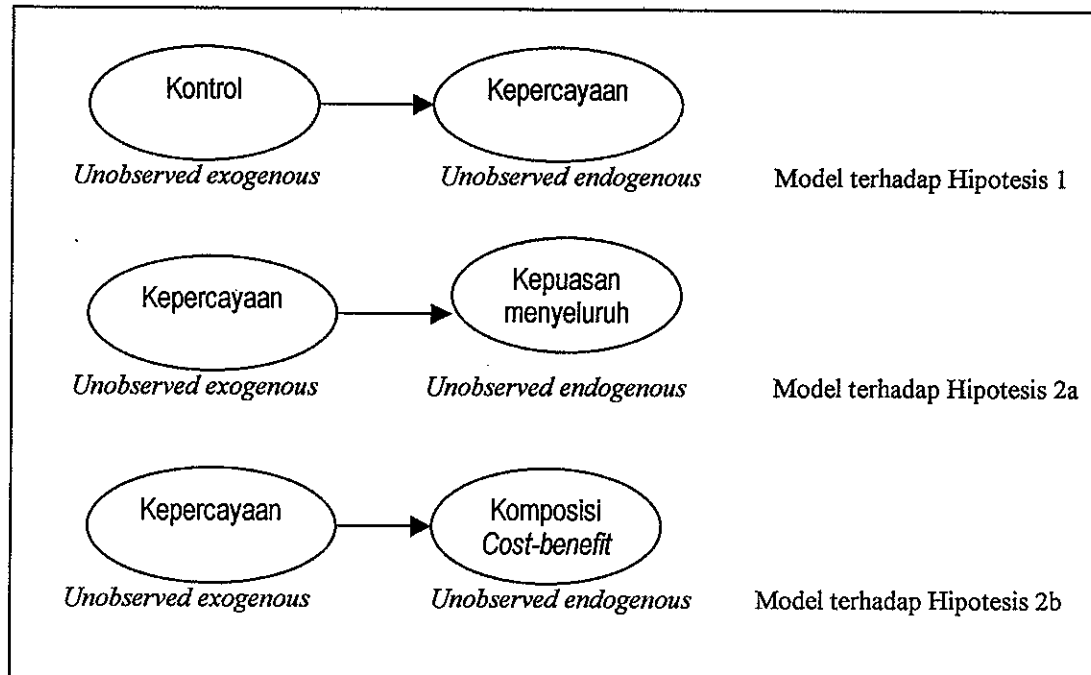 Kontrol
Kepercayaan
Unobserved exogenous
Unobserved endogenous
Model terhadap Hipotesis 1
Kepercayaan
Kepuasan
menyeluruh
Unobserved exogenous
Unobserved endogenous
Model terhadap Hipotesis 2a
Kepercayaan
Komposisi
Cost-benefit
Unobserved exogenous
Unobserved endogenous
Model terhadap Hipotesis 2b